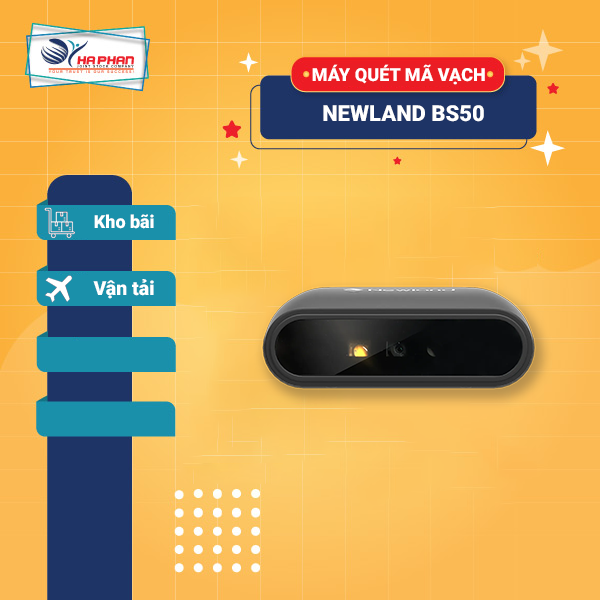 HA PHAN
JOINT STOCK COMPANY
YOUR TRUST IS OUR SUCCESS!
MÁY QUÉT MÃ VẠCH
NEWLAND BS50
Kho bãi
Vận tải
Newland